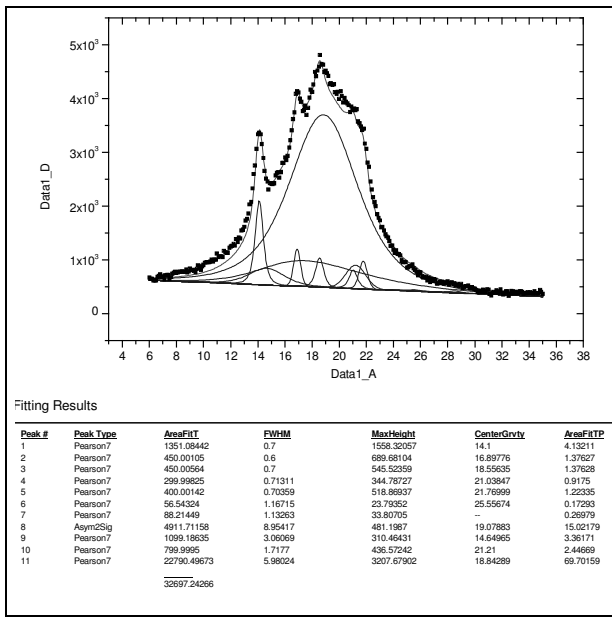 5x10³
4x10³
3x10³
2x10³
1x10³
0
Data1_D
4 6 8 10 12 14 16 18 20 22 24 26 28 30 32 34 36 38
Data1_A
Fitting Results
Peak # Peak Type AreaFitT FWHM MaxHeight CenterGrvty AreaFitTP
1 Pearson7 1351.08442 0.7 1558.32057 14.1 4.13211
2 Pearson7 450.00105 0.6 689.68104 16.89776 1.37627
3 Pearson7 450.00564 0.7 545.52359 18.55635 1.37628
4 Pearson7 299.99825 0.71311 344.78727 21.03847 0.9175
5 Pearson7 400.00142 0.70359 518.86937 21.76999 1.22335
6 Pearson7 56.54324 1.16715 23.79352 25.55674 0.17293
7 Pearson7 88.21449 1.13263 33.80705 -- 0.26979
8 Asym2Sig 4911.71158 8.95417 481.1987 19.07883 15.02179
9 Pearson7 1099.18635 3.06069 310.46431 14.64965 3.36171
10 Pearson7 799.9995 1.7177 436.57242 21.21 2.44669
11 Pearson7 22790.49673 5.98024 3207.67902 18.84289 69.70159
32697.24266